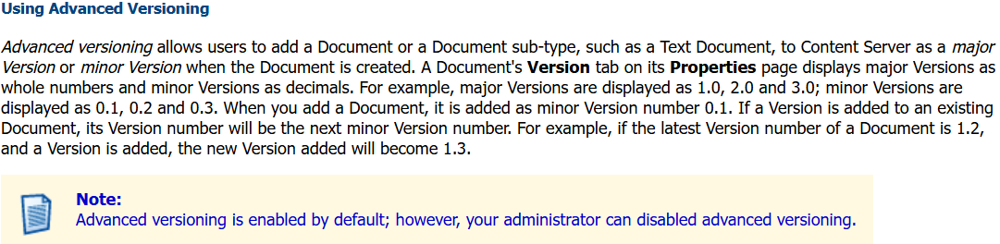 Using Advanced Versioning
Advanced versioning allows users to add a Document or a Document sub-type, such as a Text Document, to Content Server as a major
Version or minor Version when the Document is created. A Document's Version tab on its Properties page displays major Versions as
whole numbers and minor Versions as decimals. For example, major Versions are displayed as 1.0, 2.0 and 3.0; minor Versions are
displayed as 0.1, 0.2 and 0.3. When you add a Document, it is added as minor Version number 0.1. If a Version is added to an existing
Document, its Version number will be the next minor Version number. For example, if the latest Version number of a Document is 1.2,
and a Version is added, the new Version added will become 1.3.
Note:
Advanced versioning is enabled by default; however, your administrator can disabled advanced versioning.